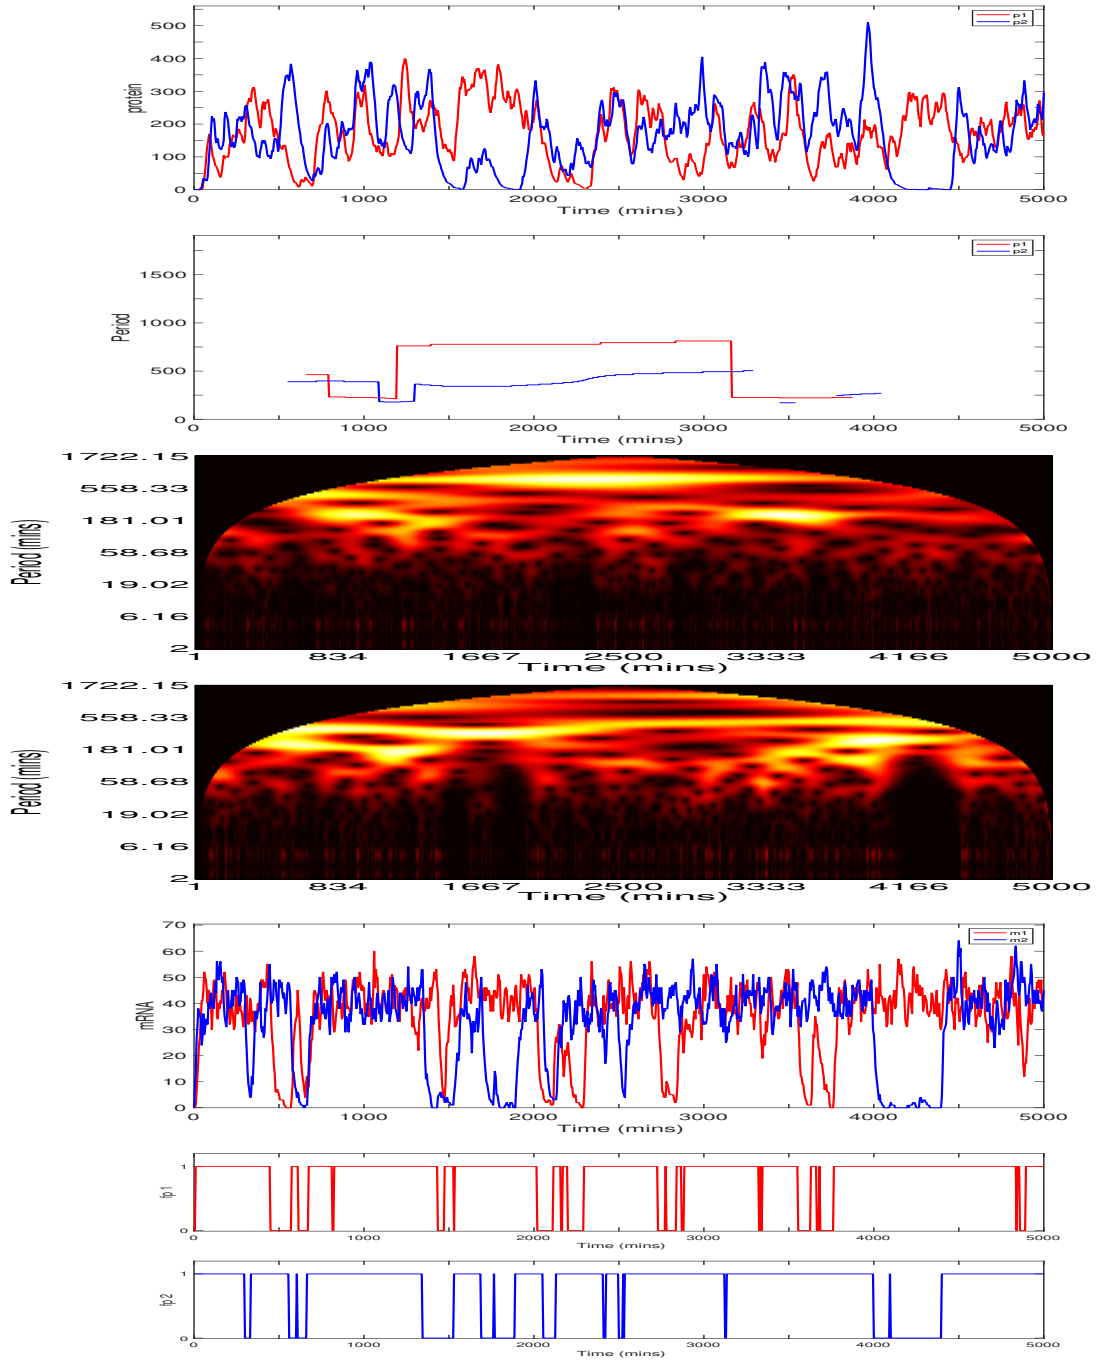 500
400
300
200
100
0
protein
p1
p2
0 1000 2000 3000 4000 5000
Time (mins)
1500
1000
500
0
Period
p1
p2
0 1000 2000 3000 4000 5000
Time (mins)
1722.15
558.33
181.01
58.68
19.02
6.16
2
Period (mins)
1 834 1667 2500 3333 4166 5000
Time (mins)
1722.15
558.33
181.01
58.68
19.02
6.16
2
Period (mins)
1 834 1667 2500 3333 4166 5000
Time (mins)
70
60
50
40
30
20
10
0
mRNA
m1
m2
0 1000 2000 3000 4000 5000
Time (mins)
1
0
fp1
0 1000 2000 3000 4000 5000
Time (mins)
1
0
fp2
0 1000 2000 3000 4000 5000
Time (mins)